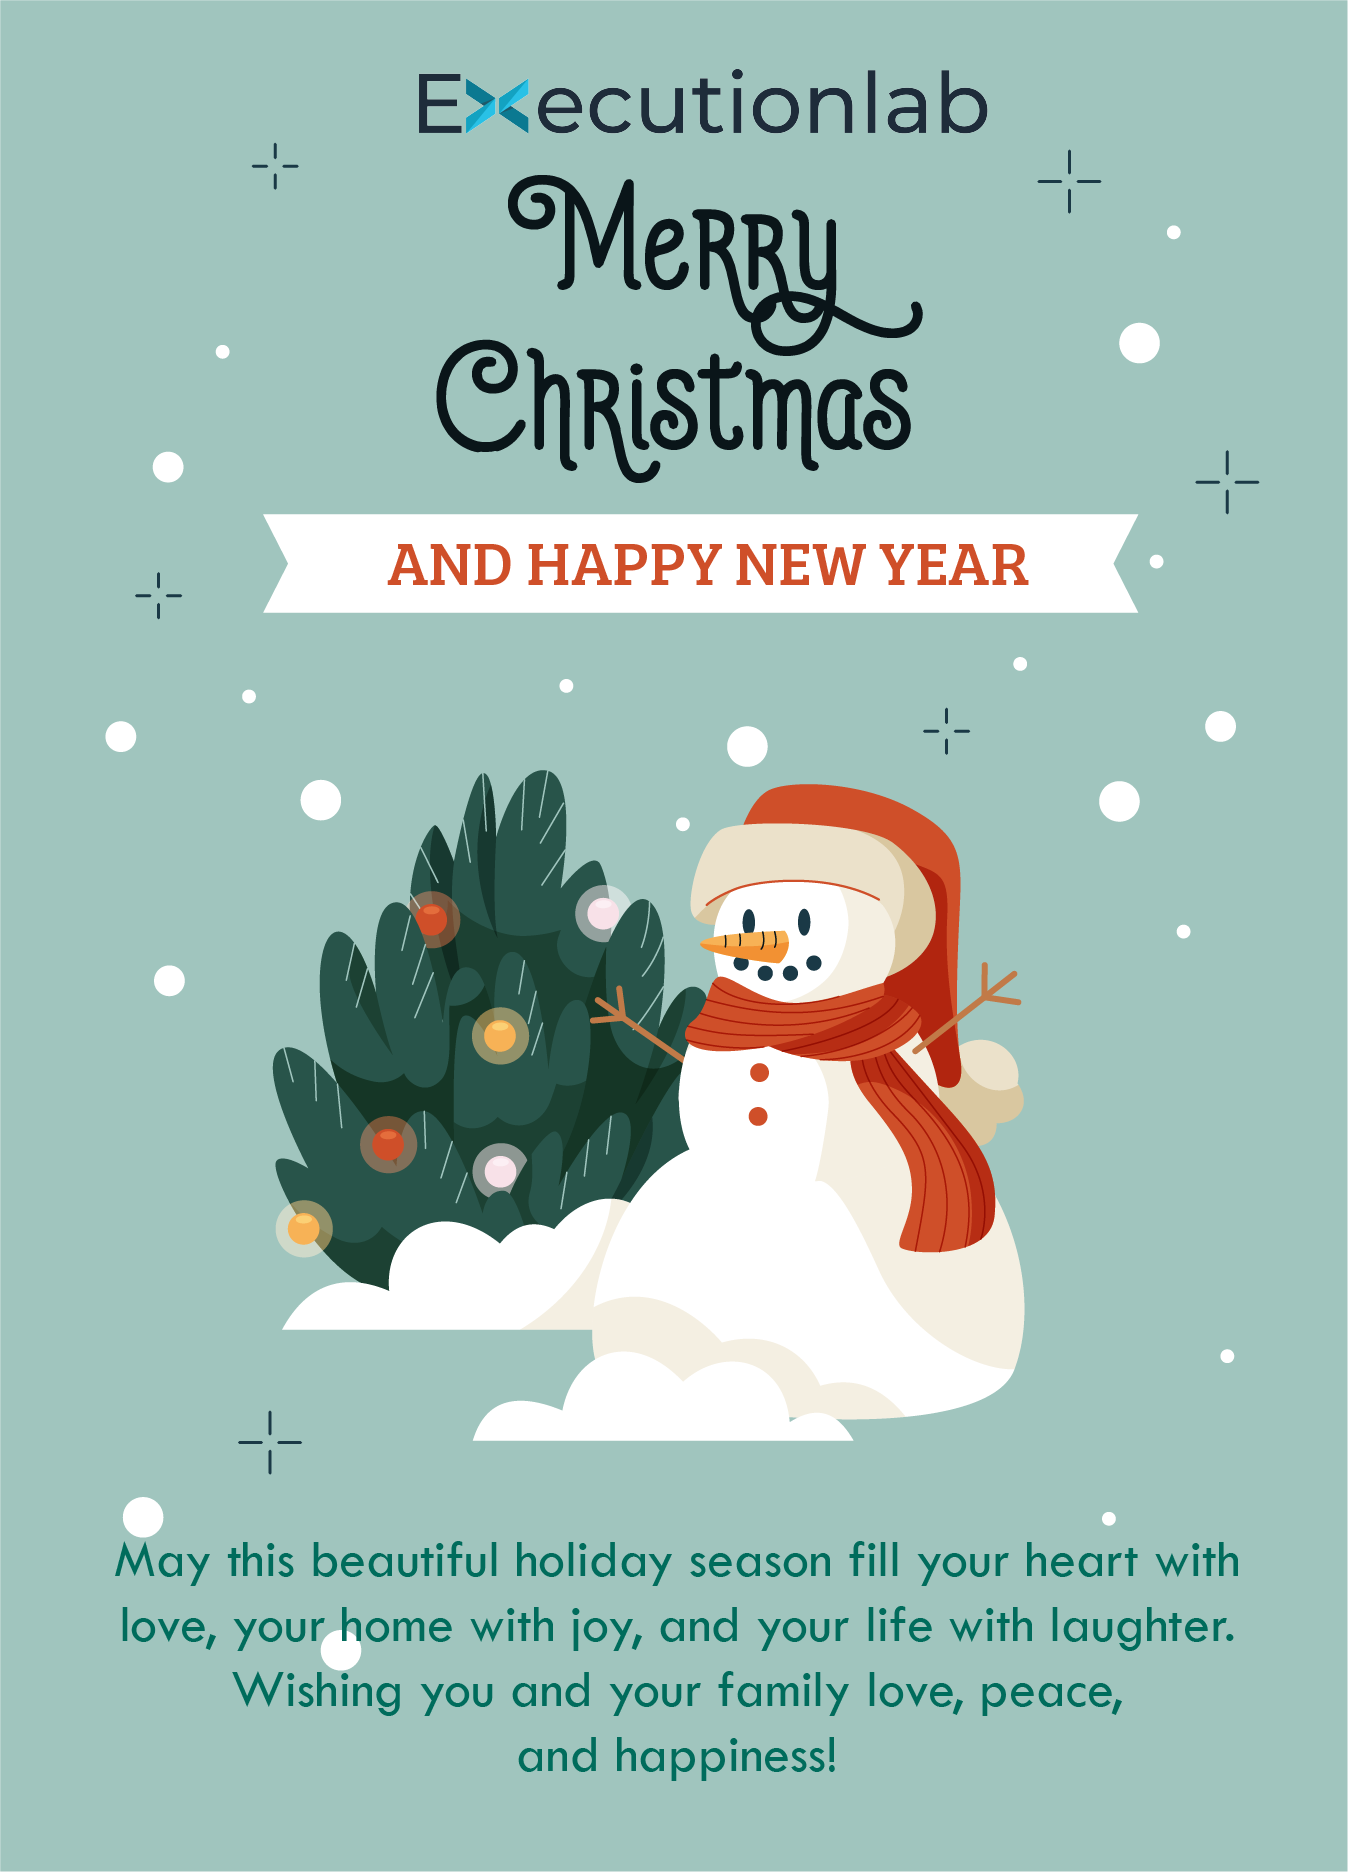 Executionlab
Merry
Christmas
AND HAPPY NEW YEAR
May this beautiful holiday season fill your heart with
love, your home with joy, and your life with laughter.
Wishing you and your family love, peace,
and happiness!